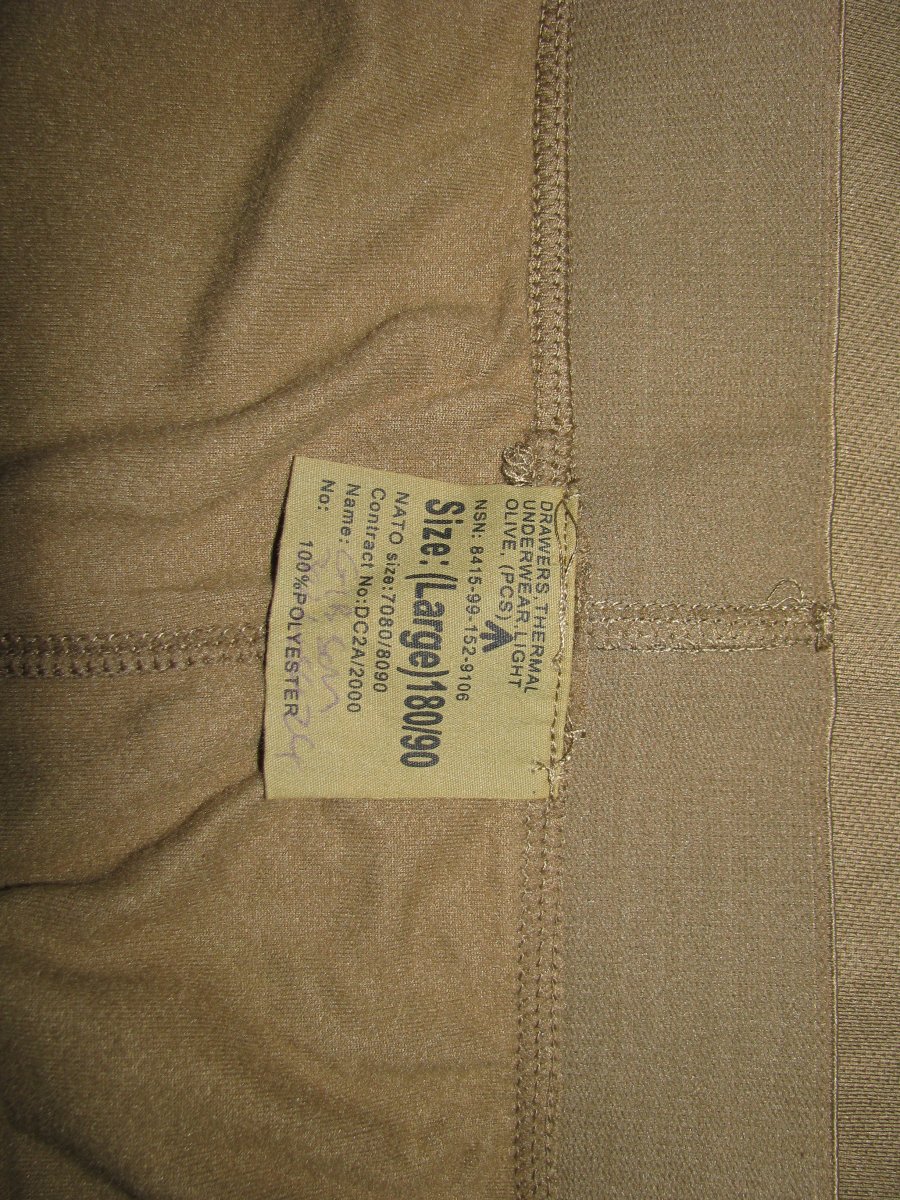 DRAWERS THERMAL
UNDERWEAR LIGHT
OLIVE. (PCS)
NSN: 8415-99-152-9106
Size:(Large)180/90
NATO size:7080/8090
Contract No:DC2A/2000
Name:
No:
100%POLYESTER